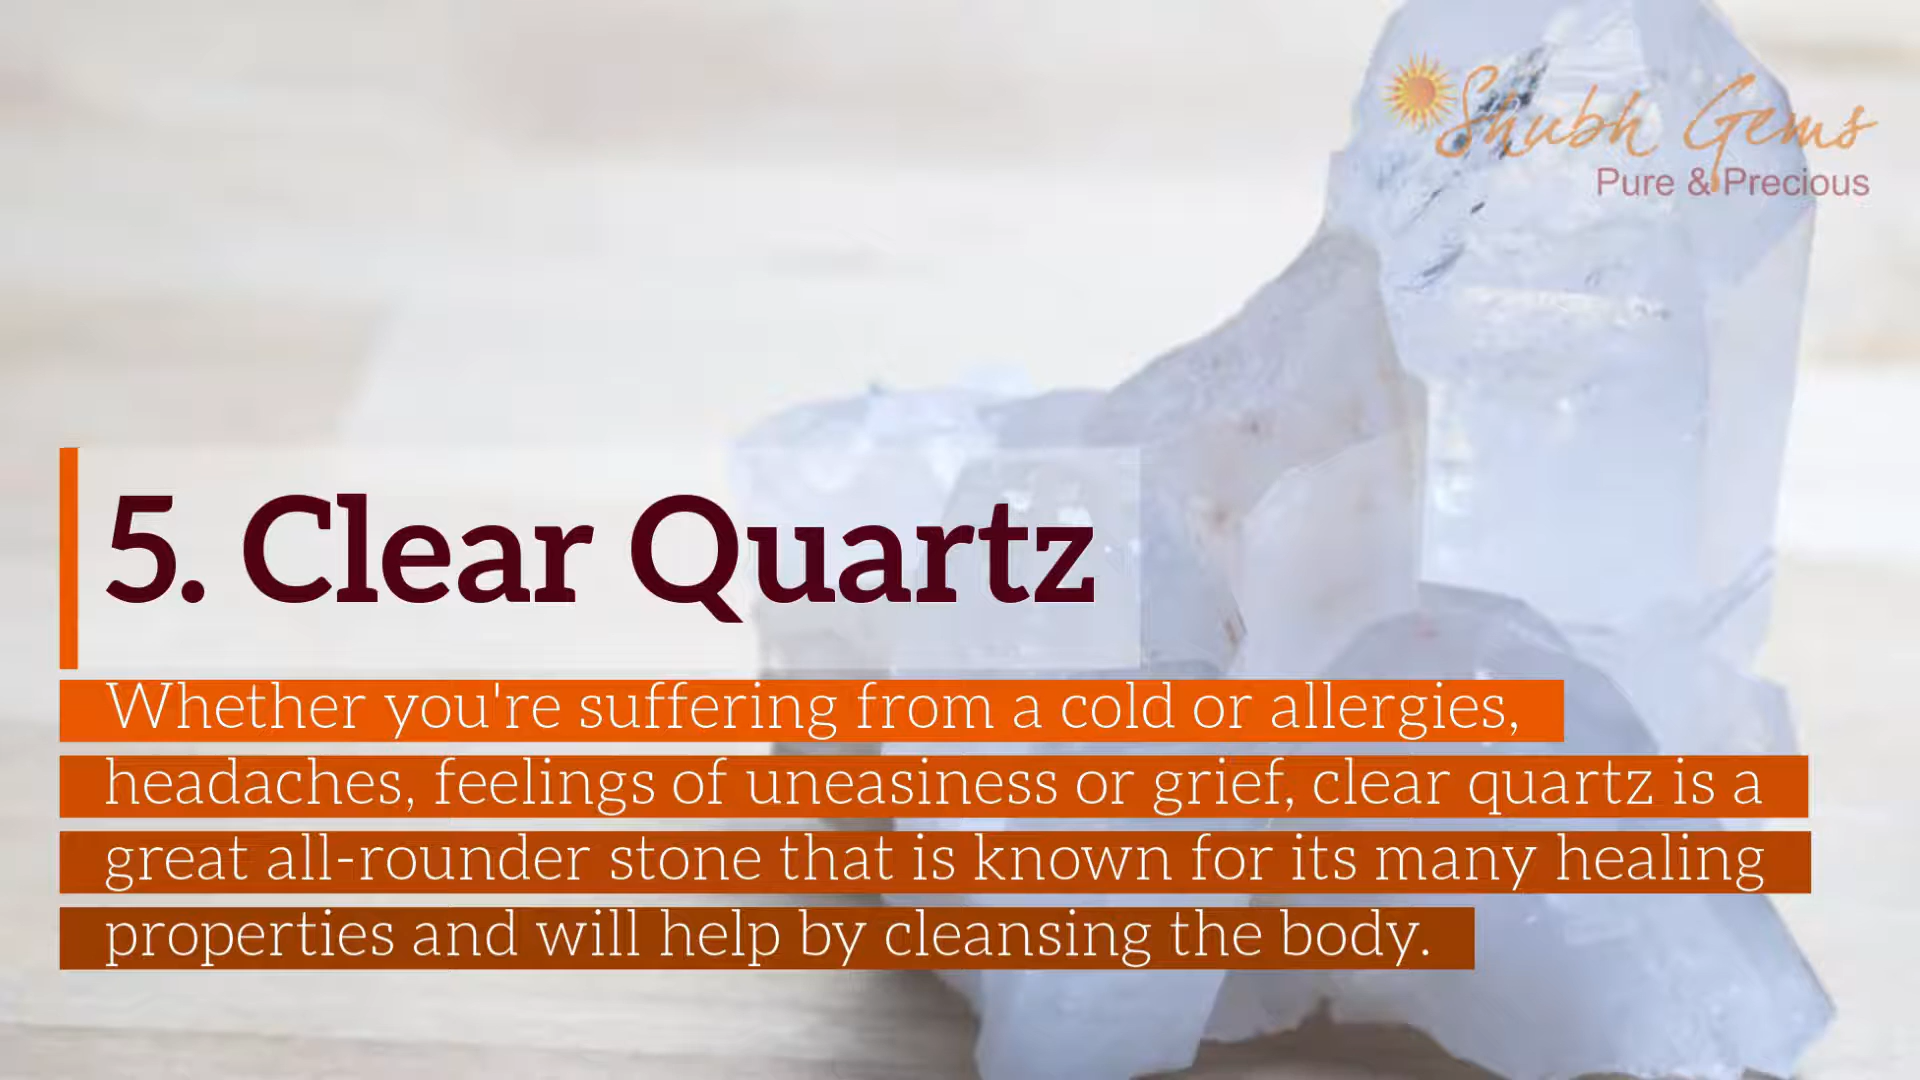 Shubh Gems
Pure & Precious
5. Clear Quartz
Whether you're suffering from a cold or allergies,
headaches, feelings of uneasiness or grief, clear quartz is a
great all-rounder stone that is known for its many healing
properties and will help by cleansing the body.